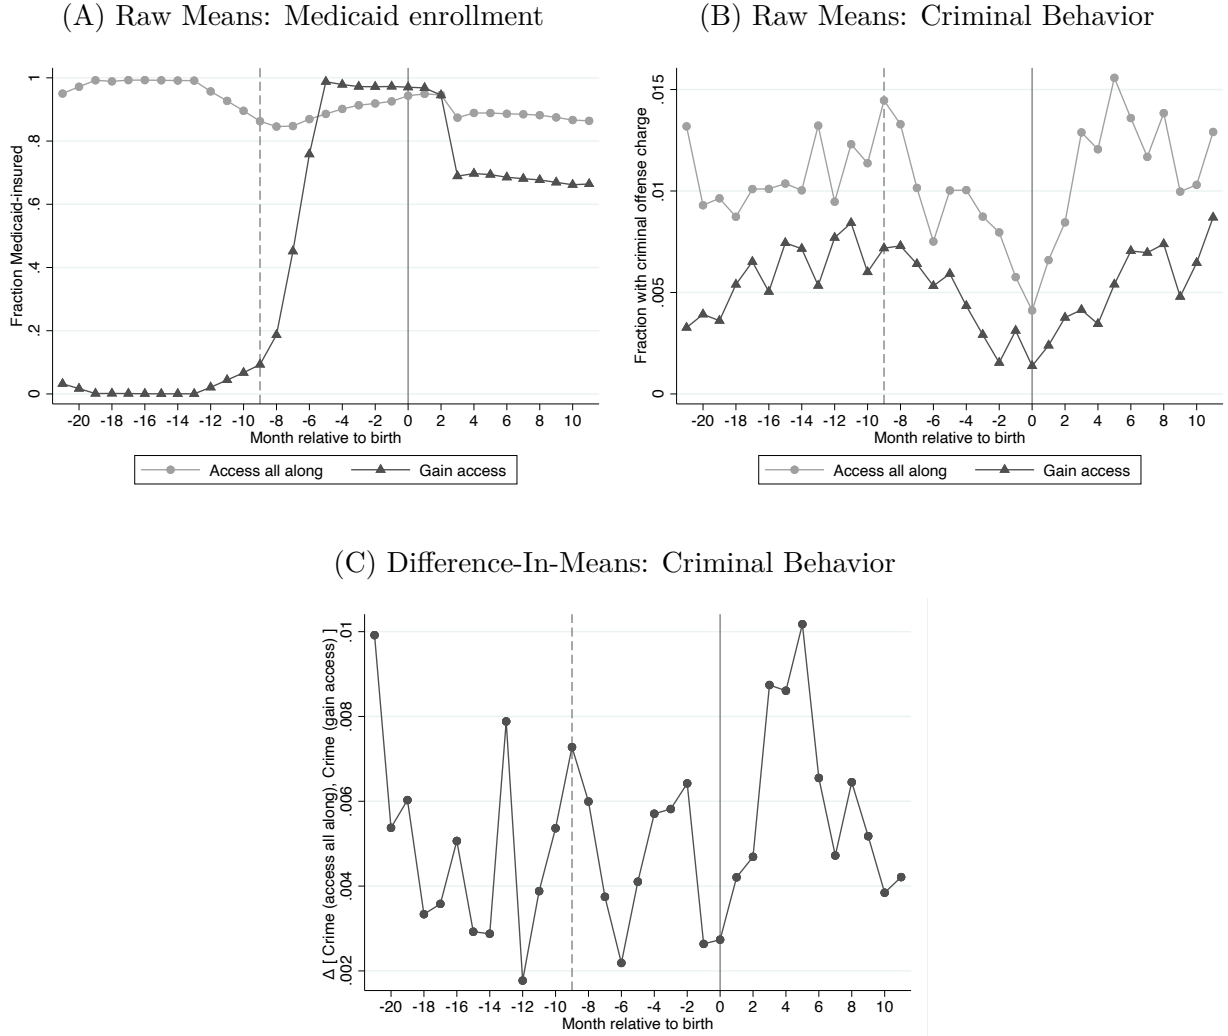 (A) Raw Means: Medicaid enrollment
Fraction Medicaid-insured
1
.8
.6
.4
.2
0
-20 -18 -16 -14 -12 -10 -8 -6 -4 -2 0 2 4 6 8 10
Month relative to birth
Access all along Gain access
(B) Raw Means: Criminal Behavior
Fraction with criminal offense charge
.015
.01
.005
0
-20 -18 -16 -14 -12 -10 -8 -6 -4 -2 0 2 4 6 8 10
Month relative to birth
Access all along Gain access
(C) Difference-In-Means: Criminal Behavior
Δ [ Crime (access all along), Crime (gain access) ]
.01
.008
.006
.004
.002
-20 -18 -16 -14 -12 -10 -8 -6 -4 -2 0 2 4 6 8 10
Month relative to birth